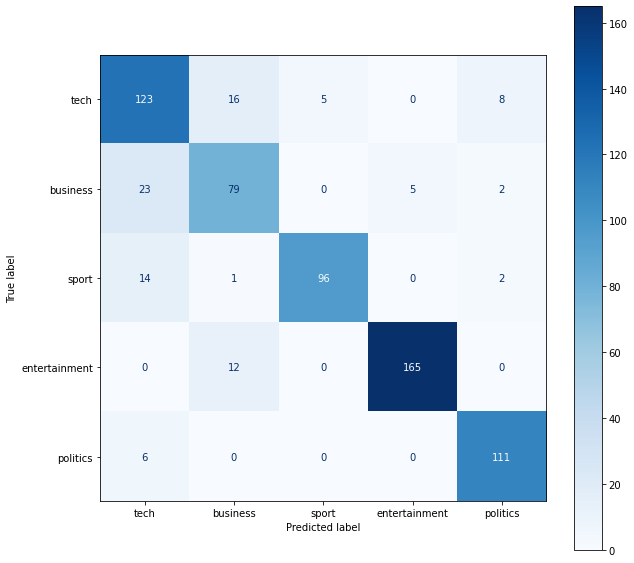 tech 123 16 5 0 8
business 23 79 0 5 2
sport 14 1 96 0 2
entertainment 0 12 0 165 0
politics 6 0 0 0 111
tech business sport entertainment politics
Predicted label
True label
160
140
120
100
80
60
40
20
0